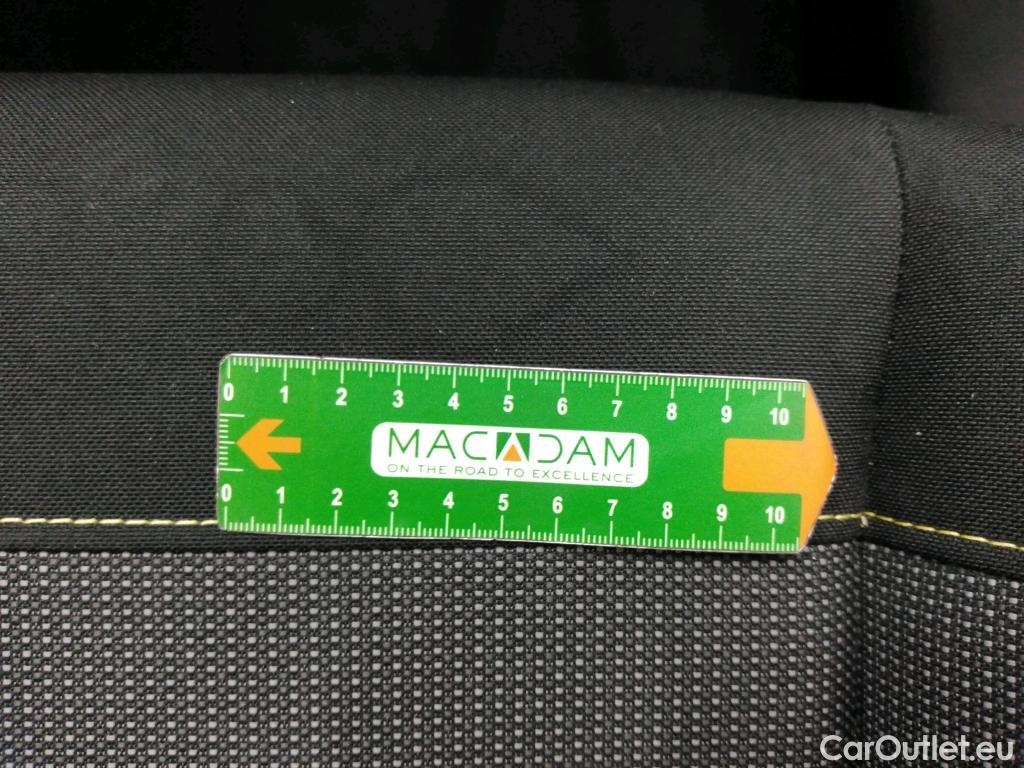 0 1 2 3 4 5 6 7 8 9 10
MACADAM
ON THE ROAD TO EXCELLENCE
0 1 2 3 4 5 6 7 8 9 10
CarOutlet.eu